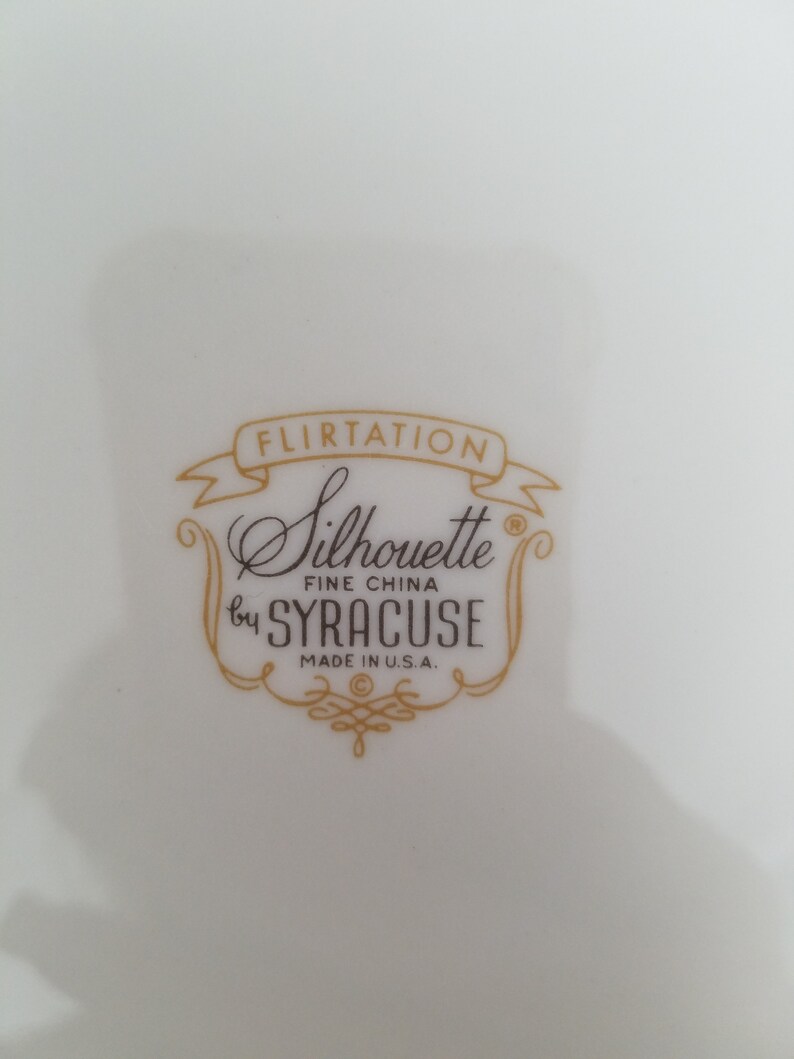 FLIRTATION
Silhouette ®
FINE CHINA
by SYRACUSE
MADE IN U.S.A.
©